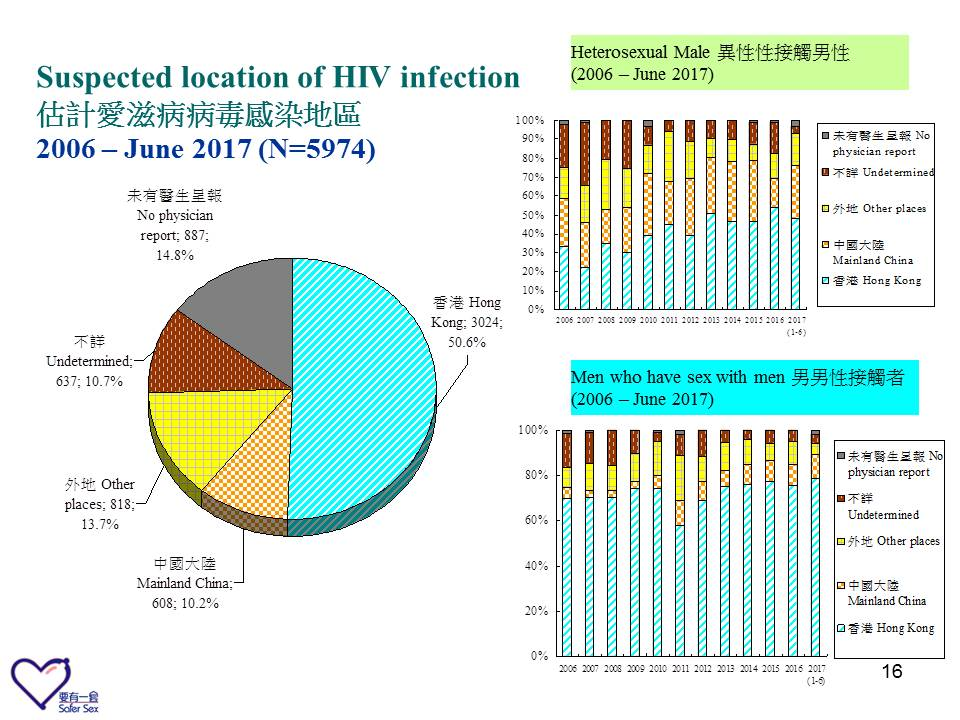 Suspected location of HIV infection
估計愛滋病病毒感染地區
2006 – June 2017 (N=5974)
未有醫生呈報
No physician
report; 887;
14.8%
香港 Hong
Kong; 3024;
50.6%
不詳
Undetermined;
637; 10.7%
外地 Other
places; 818;
13.7%
中國大陸
Mainland China;
608; 10.2%
Heterosexual Male 異性性接觸男性
(2006 – June 2017)
100%
90%
80%
70%
60%
50%
40%
30%
20%
10%
0%
2006 2007 2008 2009 2010 2011 2012 2013 2014 2015 2016 2017
(1-6)
未有醫生呈報 No
physician report
不詳 Undetermined
外地 Other places
中國大陸
Mainland China
香港 Hong Kong
Men who have sex with men 男男性接觸者
(2006 – June 2017)
100%
80%
60%
40%
20%
0%
2006 2007 2008 2009 2010 2011 2012 2013 2014 2015 2016 2017
(1-6)
未有醫生呈報 No
physician report
不詳
Undetermined
外地 Other places
中國大陸
Mainland China
香港 Hong Kong
要有一套
Safer Sex
16